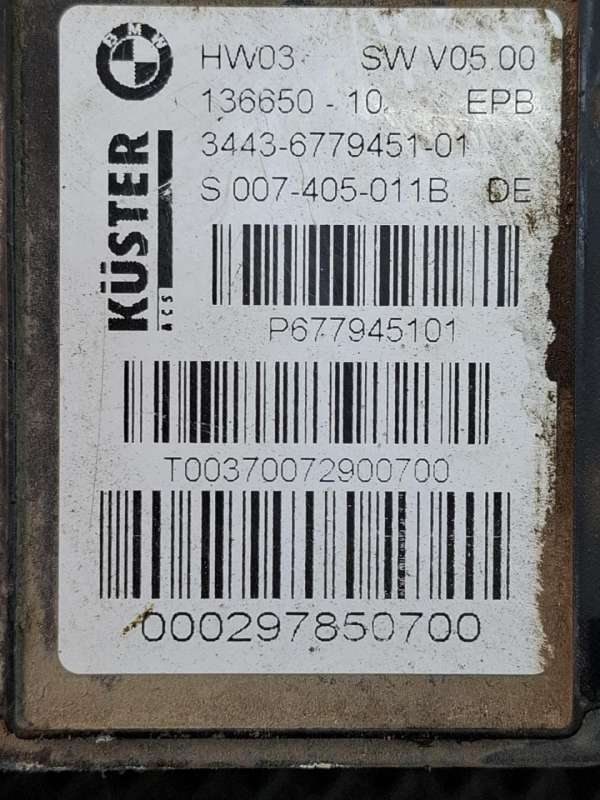 BMW
HW03 SW V05.00
136650 - 10 EPB
3443-6779451-01
S 007-405-011B DE
KÜSTER
ACS
P677945101
T00370072900700
000297850700